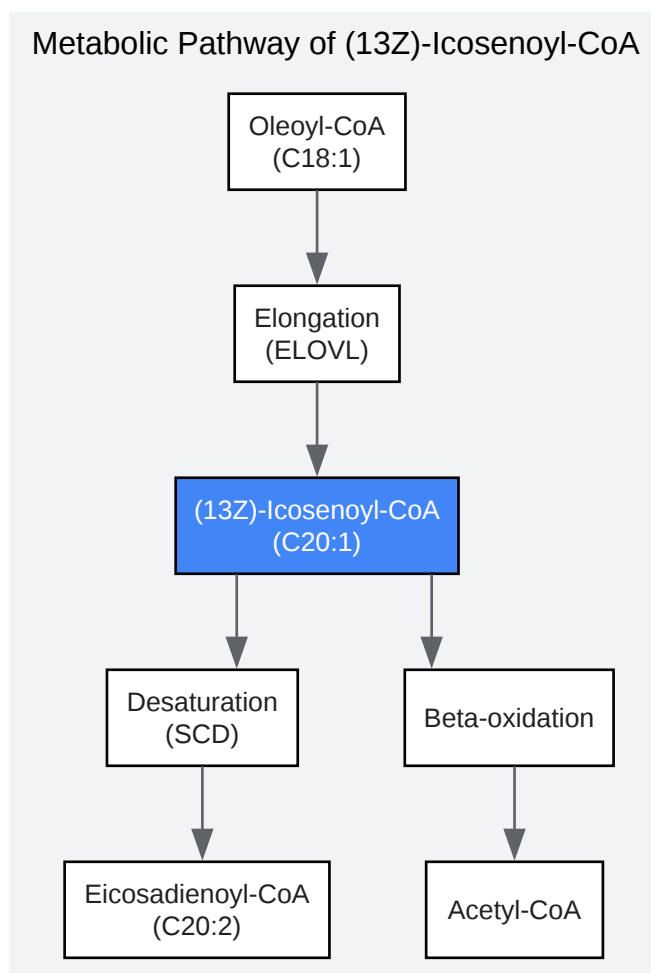 Metabolic Pathway of (13Z)-Icosenoyl-CoA
Oleoyl-CoA
(C18:1)
Elongation
(ELOVL)
(13Z)-Icosenoyl-CoA
(C20:1)
Desaturation
(SCD)
Beta-oxidation
Eicosadienoyl-CoA
(C20:2)
Acetyl-CoA